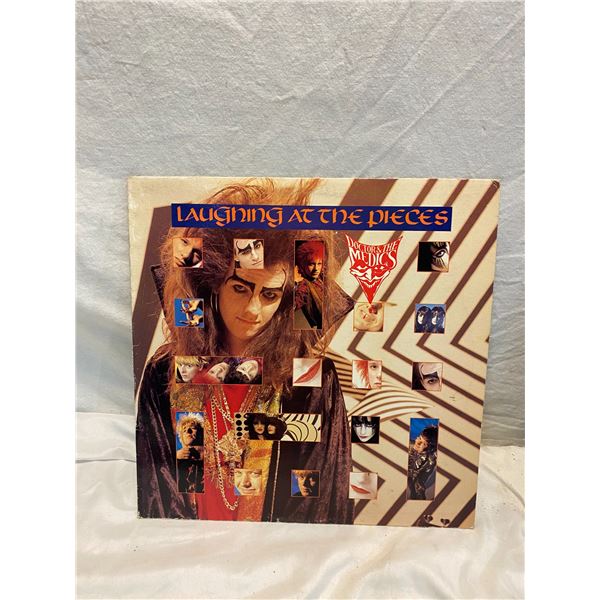 LAUGHING AT THE PIECES
DOCTOR & THE
MEDICS